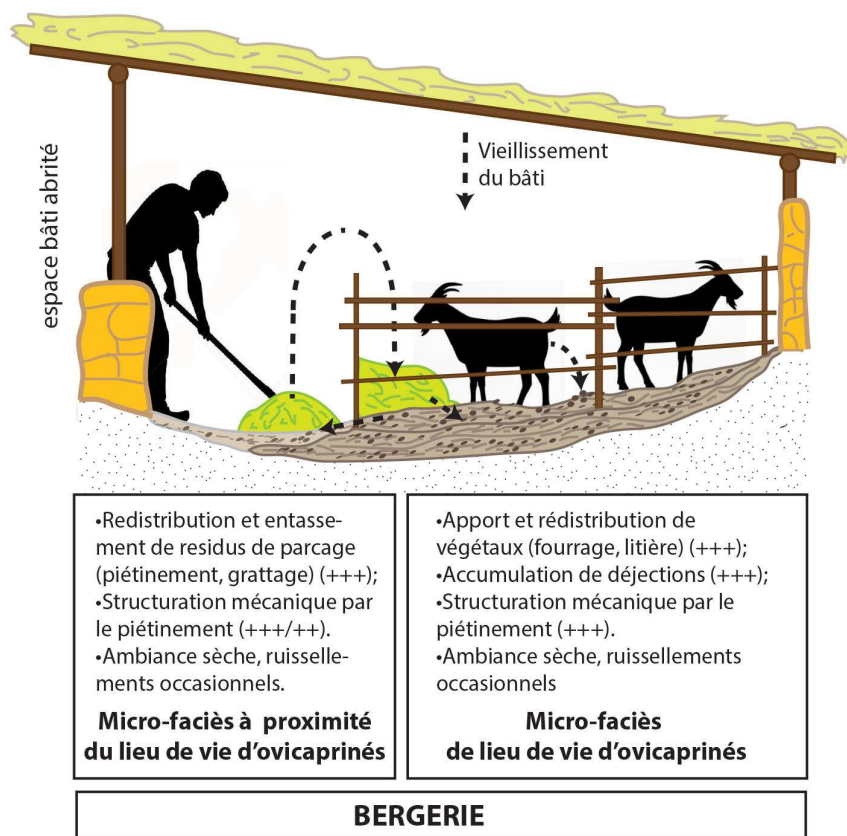 espace bâti abrité
Vieillissement
du bâti
•Redistribution et entasse-
ment de residus de parcage
(piétinement, grattage) (+++);
•Structuration mécanique par
le piétinement (+++/++).
•Ambiance sèche, ruisselle-
ments occasionnels.
Micro-faciès à proximité
du lieu de vie d'ovicaprinés
•Apport et rédistribution de
végétaux (fourrage, litière) (+++);
•Accumulation de déjections (+++);
•Structuration mécanique par le
piétinement (+++).
•Ambiance sèche, ruissellements
occasionnels
Micro-faciès
de lieu de vie d'ovicaprinés
BERGERIE